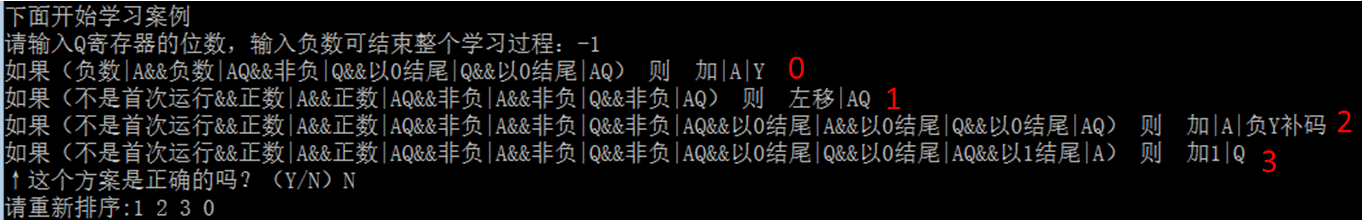 下面开始学习案例
请输入Q寄存器的位数，输入负数可结束整个学习过程：-1
如果（负数|A&&负数|AQ&&非负|Q&&以0结尾|Q&&以0结尾|AQ） 则 加|A|Y 0
如果（不是首次运行&&正数|A&&正数|AQ&&非负|A&&非负|Q&&非负|AQ） 则 左移|AQ 1
如果（不是首次运行&&正数|A&&正数|AQ&&非负|A&&非负|Q&&非负|AQ&&以0结尾|A&&以0结尾|Q&&以0结尾|AQ） 则 加|A|负Y补码 2
如果（不是首次运行&&正数|A&&正数|AQ&&非负|A&&非负|Q&&非负|AQ&&以0结尾|Q&&以0结尾|AQ&&以1结尾|A） 则 加1|Q 3
↑这个方案是正确的吗？（Y/N）N
请重新排序:1 2 3 0